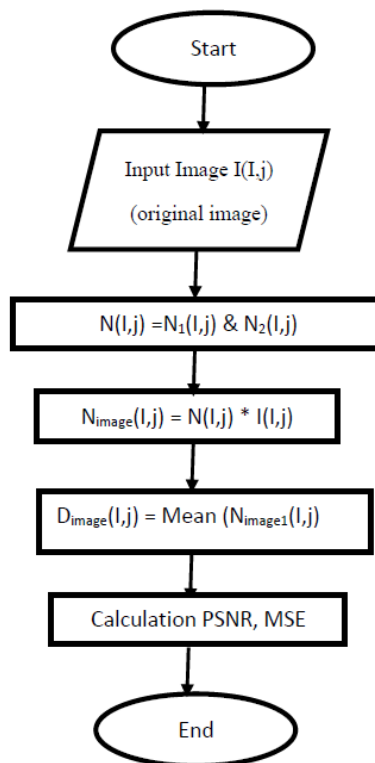 Start
Input Image I(I,j)
(original image)
N(I,j) =N₁(I,j) & N₂(I,j)
Nimage(I,j) = N(I,j) * I(I,j)
Dimage(I,j) = Mean (Nimage1(I,j)
Calculation PSNR, MSE
End